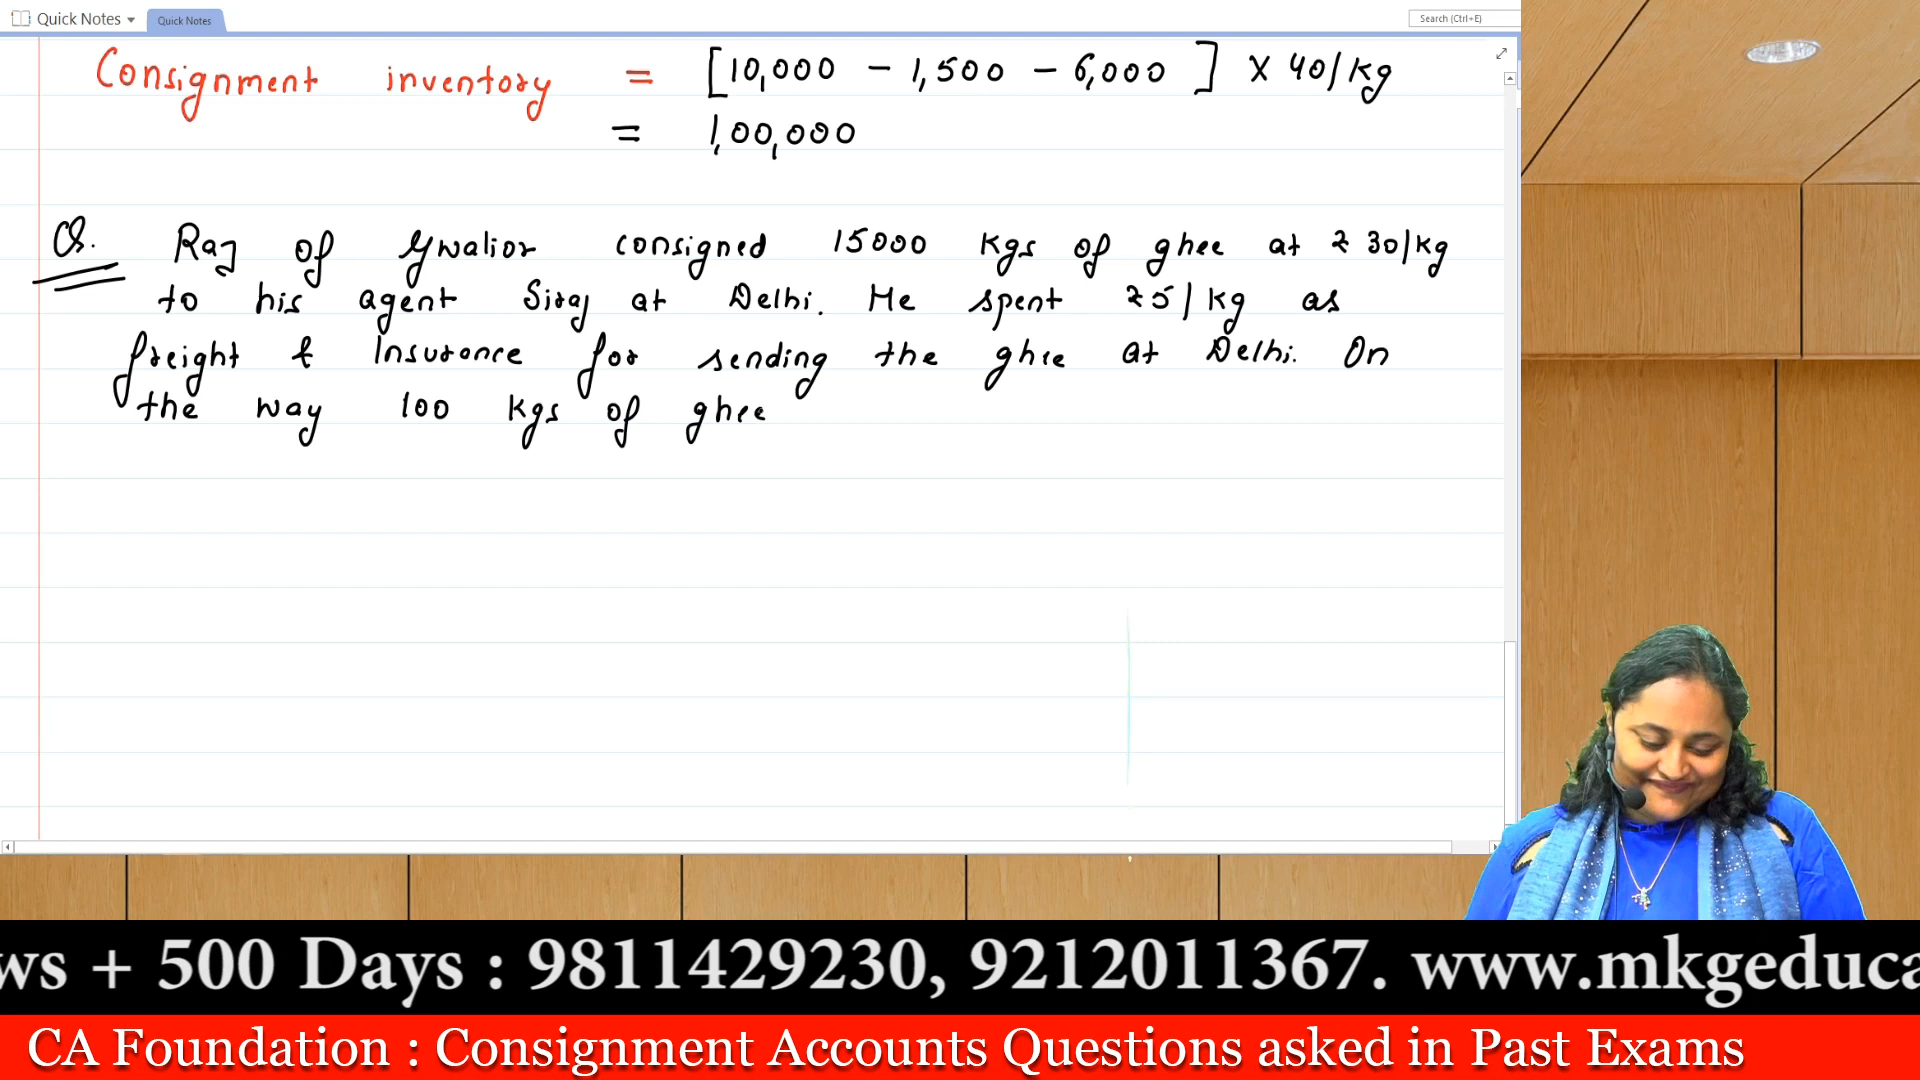 Quick Notes
Quick Notes
Search (Ctrl+E)
Consignment inventory = [10,000 - 1,500 - 6,000] X 40/Kg
= 1,00,000
Q. Raj of Gwalior consigned 15000 kgs of ghee at ₹ 30/kg
to his agent Siraj at Delhi. He spent ₹5/kg as
freight & Insurance for sending the ghee at Delhi. On
the way 100 kgs of ghee
ws + 500 Days : 9811429230, 9212011367. www.mkgeduca
CA Foundation : Consignment Accounts Questions asked in Past Exams